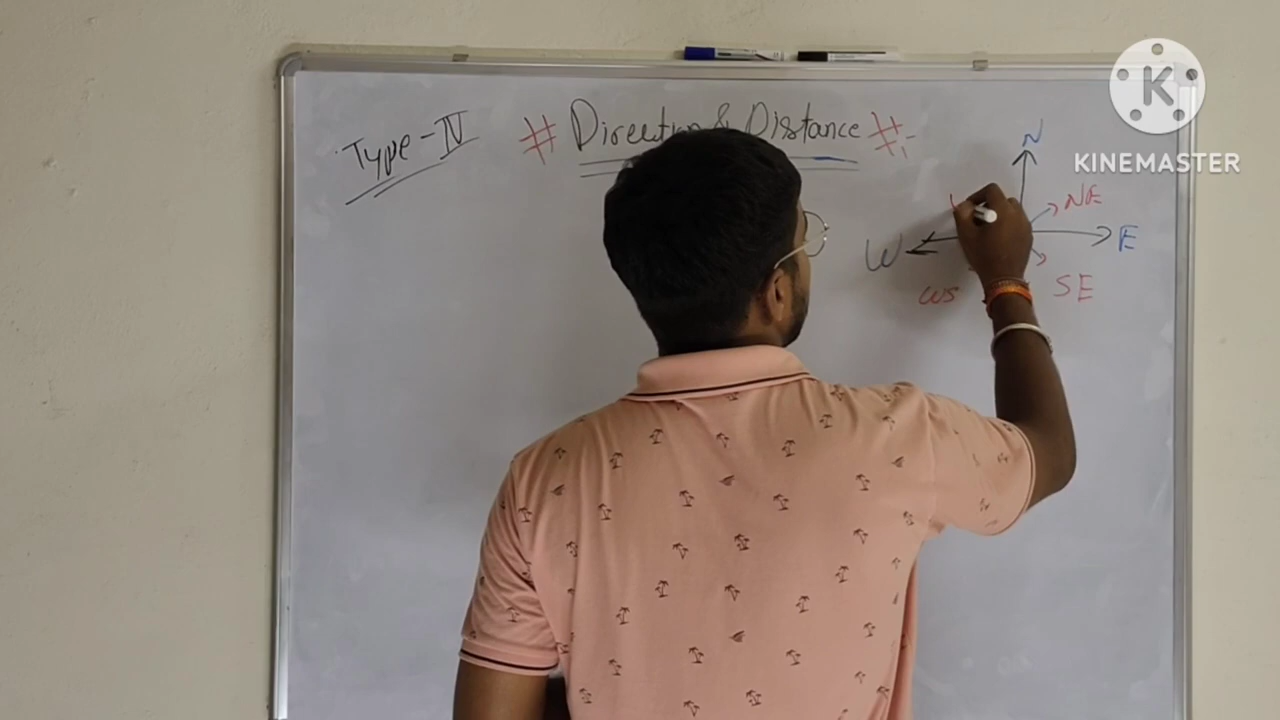 Type-IV # Direction & Distance #:-
K
KINEMASTER
N
NE
W
E
WS
SE